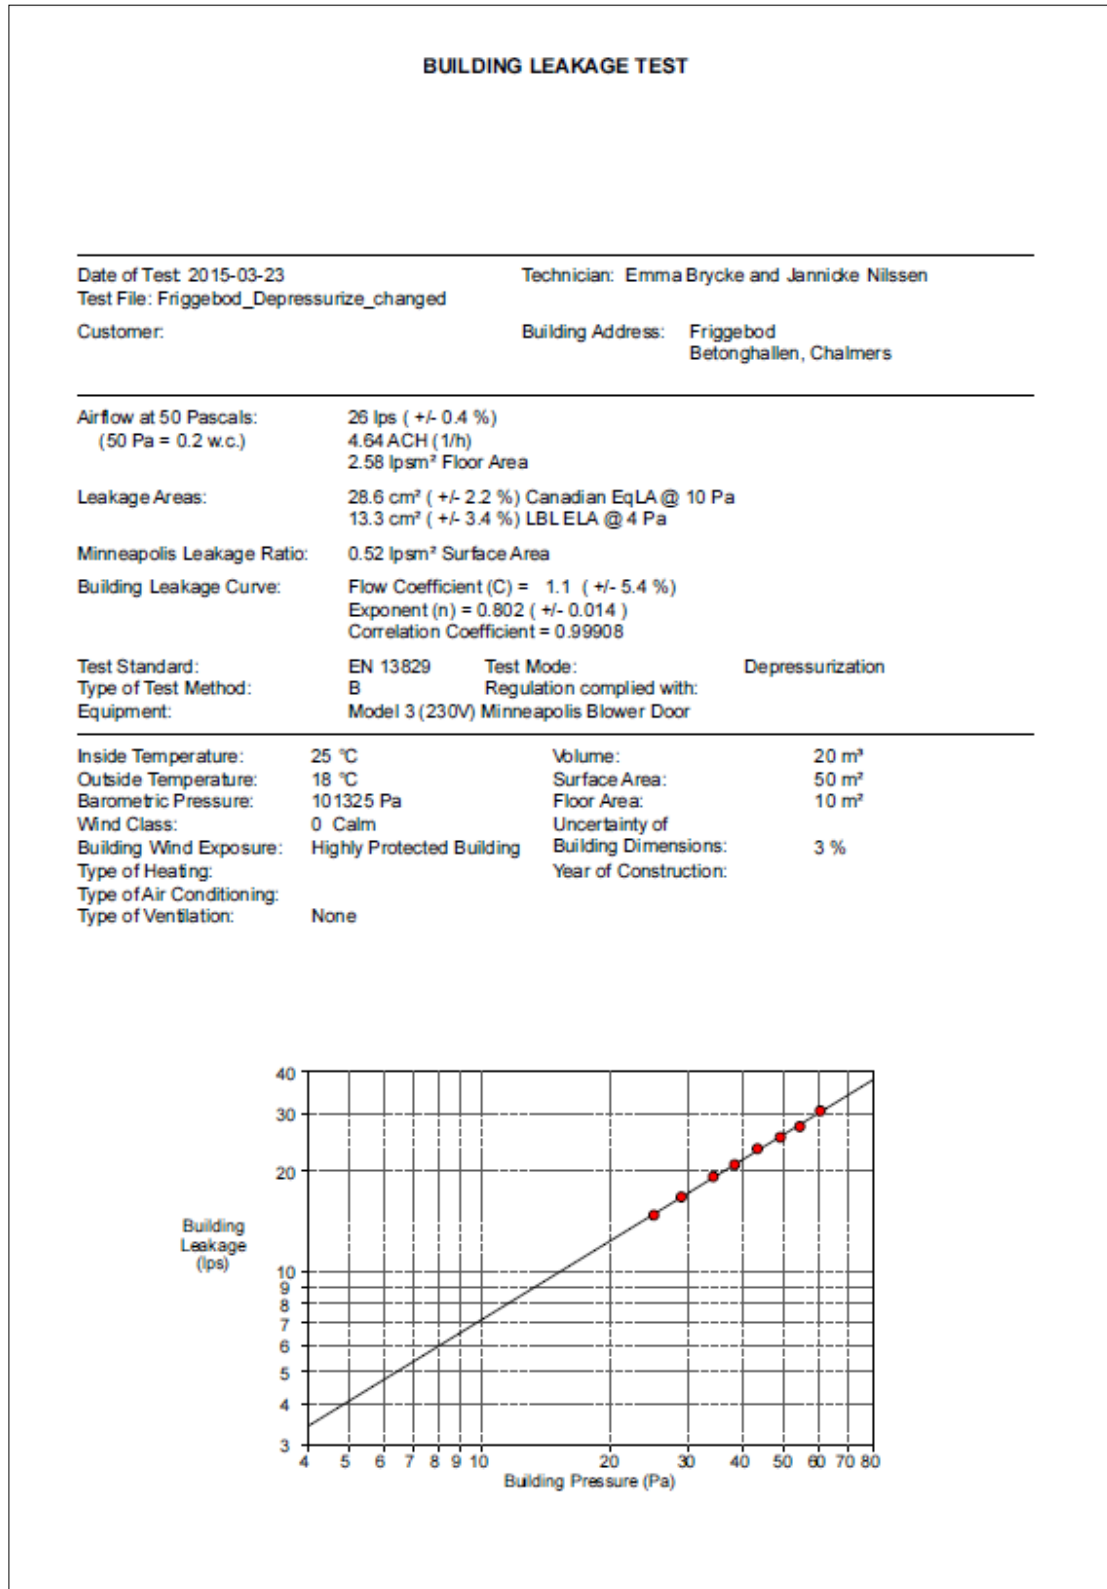 BUILDING LEAKAGE TEST
Date of Test: 2015-03-23 Technician: Emma Brycke and Jannicke Nilssen
Test File: Friggebod_Depressurize_changed
Customer: Building Address: Friggebod
Betonghallen, Chalmers
Airflow at 50 Pascals: 26 lps ( +/- 0.4 %)
(50 Pa = 0.2 w.c.) 4.64 ACH (1/h)
2.58 lpsm² Floor Area
Leakage Areas: 28.6 cm² ( +/- 2.2 %) Canadian EqLA @ 10 Pa
13.3 cm² ( +/- 3.4 %) LBL ELA @ 4 Pa
Minneapolis Leakage Ratio: 0.52 lpsm² Surface Area
Building Leakage Curve: Flow Coefficient (C) = 1.1 ( +/- 5.4 %)
Exponent (n) = 0.802 ( +/- 0.014 )
Correlation Coefficient = 0.99908
Test Standard: EN 13829 Test Mode: Depressurization
Type of Test Method: B Regulation complied with:
Equipment: Model 3 (230V) Minneapolis Blower Door
Inside Temperature: 25 °C Volume: 20 m³
Outside Temperature: 18 °C Surface Area: 50 m²
Barometric Pressure: 101325 Pa Floor Area: 10 m²
Wind Class: 0 Calm Uncertainty of
Building Wind Exposure: Highly Protected Building Building Dimensions: 3 %
Type of Heating: Year of Construction:
Type of Air Conditioning:
Type of Ventilation: None
40
30
20
Building
Leakage
(lps)
10
9
8
7
6
5
4
3
4 5 6 7 8 9 10 20 30 40 50 60 70 80
Building Pressure (Pa)